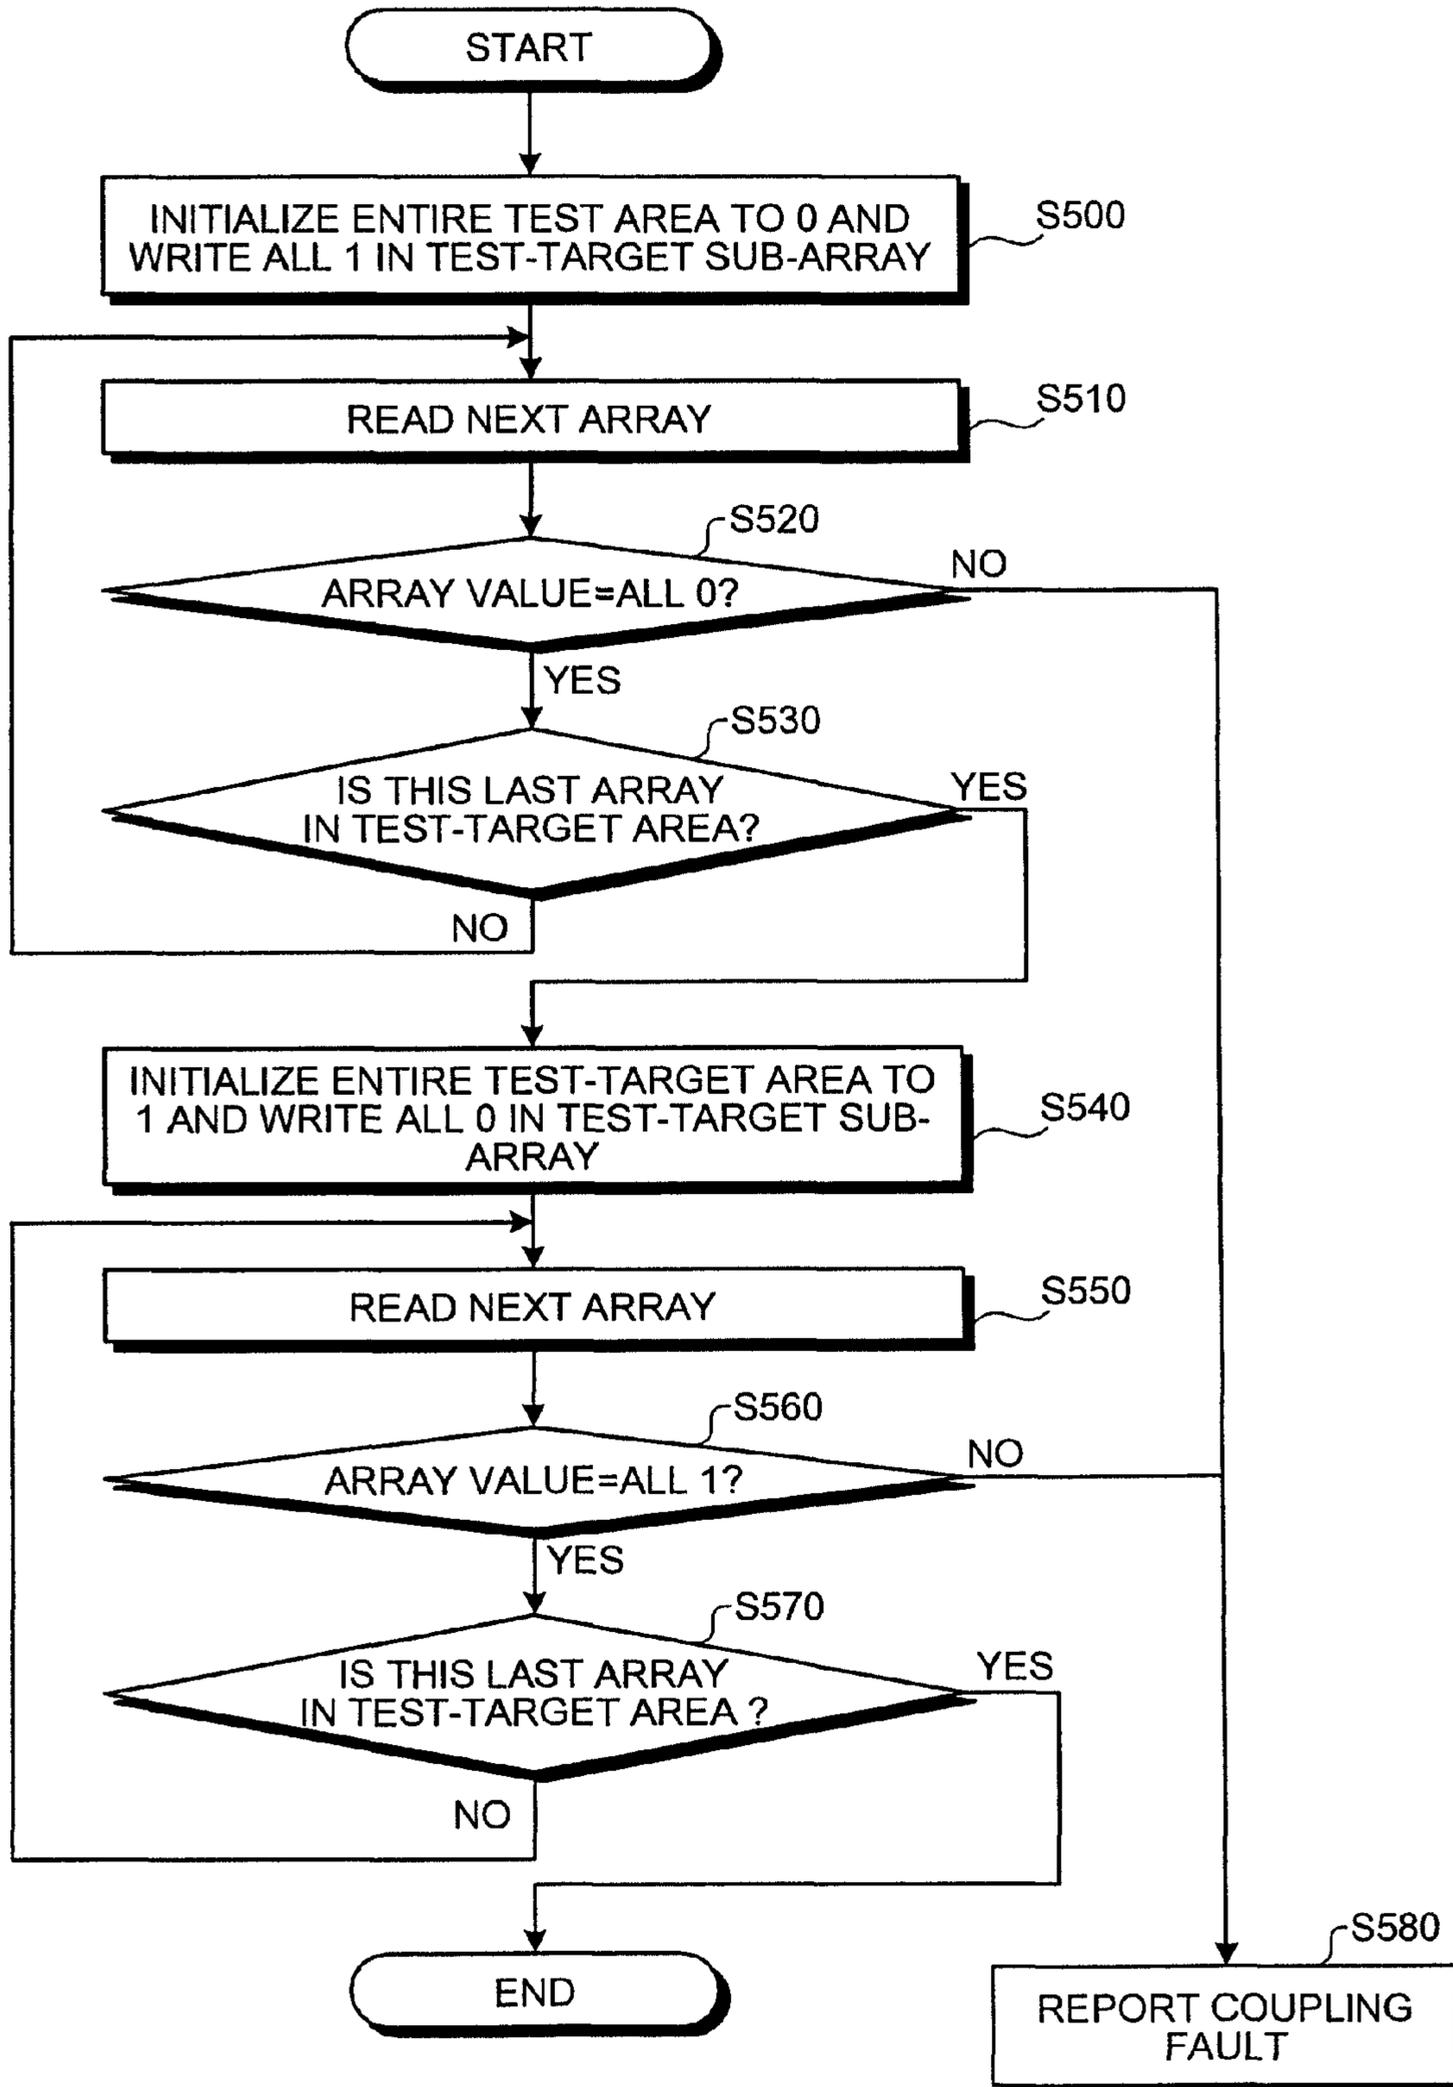 START
INITIALIZE ENTIRE TEST AREA TO 0 AND
WRITE ALL 1 IN TEST-TARGET SUB-ARRAY
S500
READ NEXT ARRAY
S510
S520
ARRAY VALUE=ALL 0?
NO
YES
S530
IS THIS LAST ARRAY
IN TEST-TARGET AREA?
YES
NO
INITIALIZE ENTIRE TEST-TARGET AREA TO
1 AND WRITE ALL 0 IN TEST-TARGET SUB-
ARRAY
S540
READ NEXT ARRAY
S550
S560
ARRAY VALUE=ALL 1?
NO
YES
S570
IS THIS LAST ARRAY
IN TEST-TARGET AREA ?
YES
NO
END
S580
REPORT COUPLING
FAULT